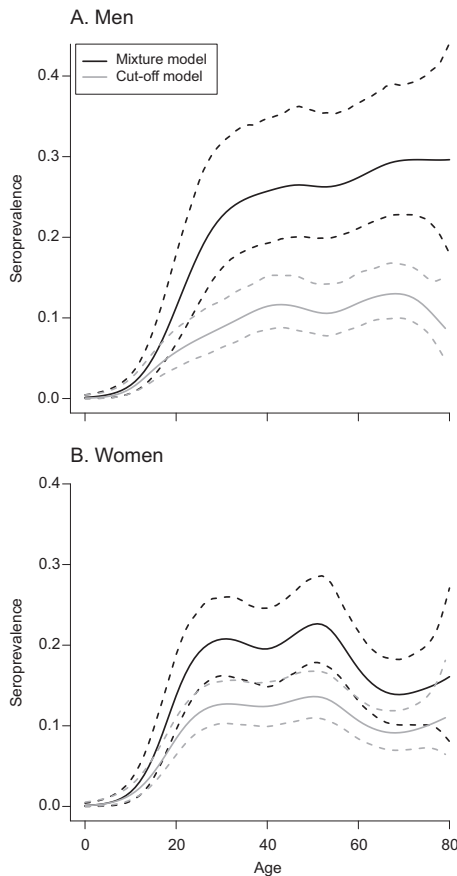 A. Men
Mixture model
Cut-off model
0.4
0.3
0.2
0.1
0.0
Seroprevalence
B. Women
0.4
0.3
0.2
0.1
0.0
Seroprevalence
0 20 40 60 80
Age